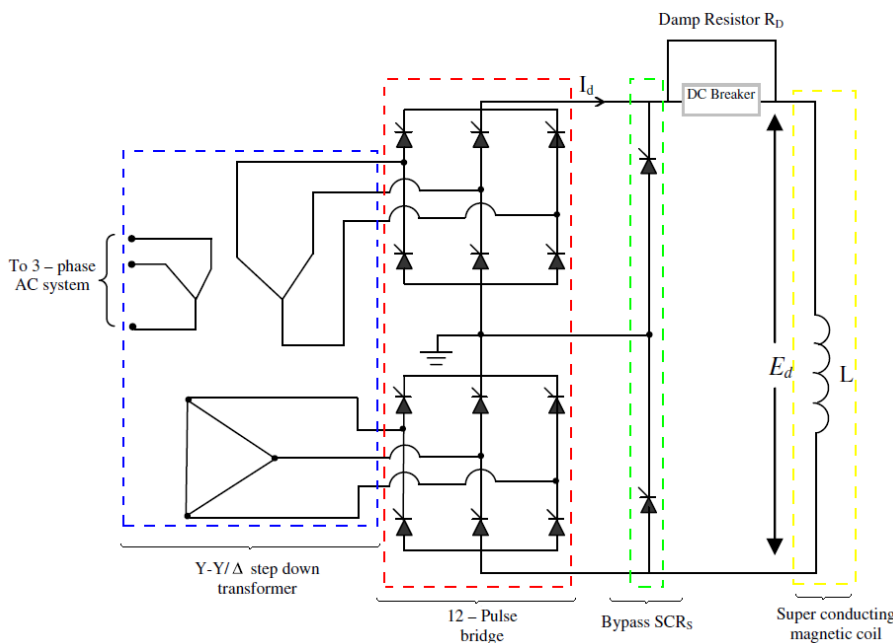 Damp Resistor R_D
I_d
DC Breaker
To 3 – phase
AC system
E_d
L
Y-Y/ Δ step down
transformer
12 – Pulse
bridge
Bypass SCR_S
Super conducting
magnetic coil